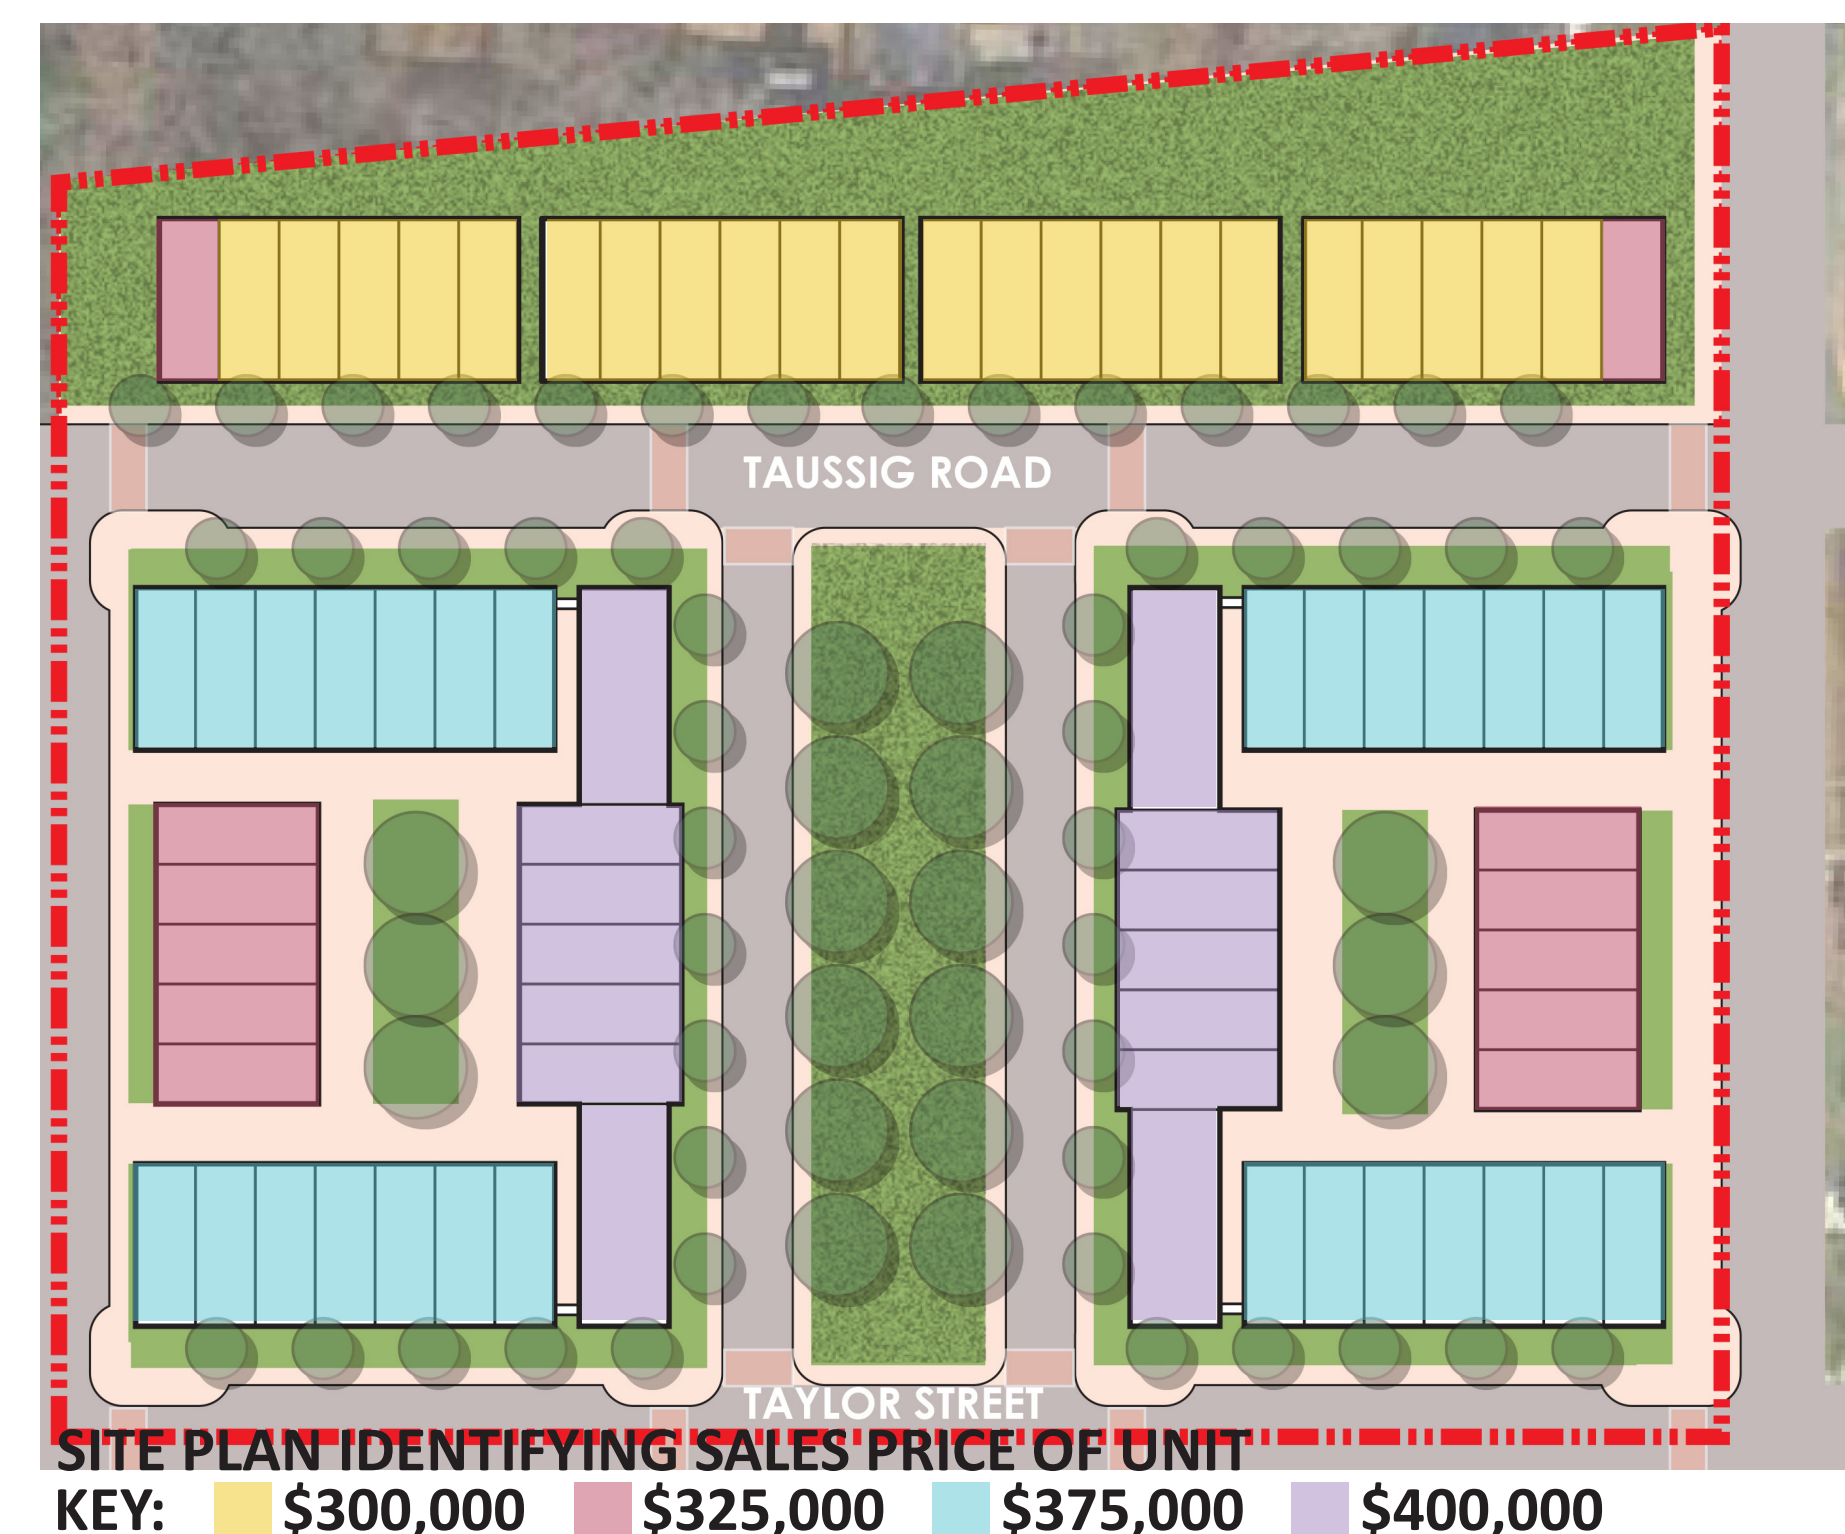 TAUSSIG ROAD
TAYLOR STREET
SITE PLAN IDENTIFYING SALES PRICE OF UNIT
KEY: $300,000 $325,000 $375,000 $400,000